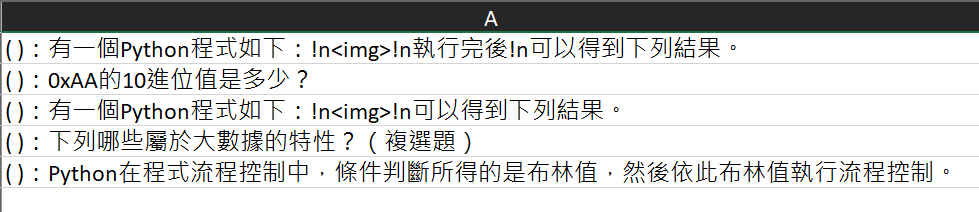 A
( )：有一個Python程式如下：!n<img>!n執行完後!n可以得到下列結果。
( )：0xAA的10進位值是多少？
( )：有一個Python程式如下：!n<img>!n可以得到下列結果。
( )：下列哪些屬於大數據的特性？（複選題）
( )：Python在程式流程控制中，條件判斷所得的是布林值，然後依此布林值執行流程控制。